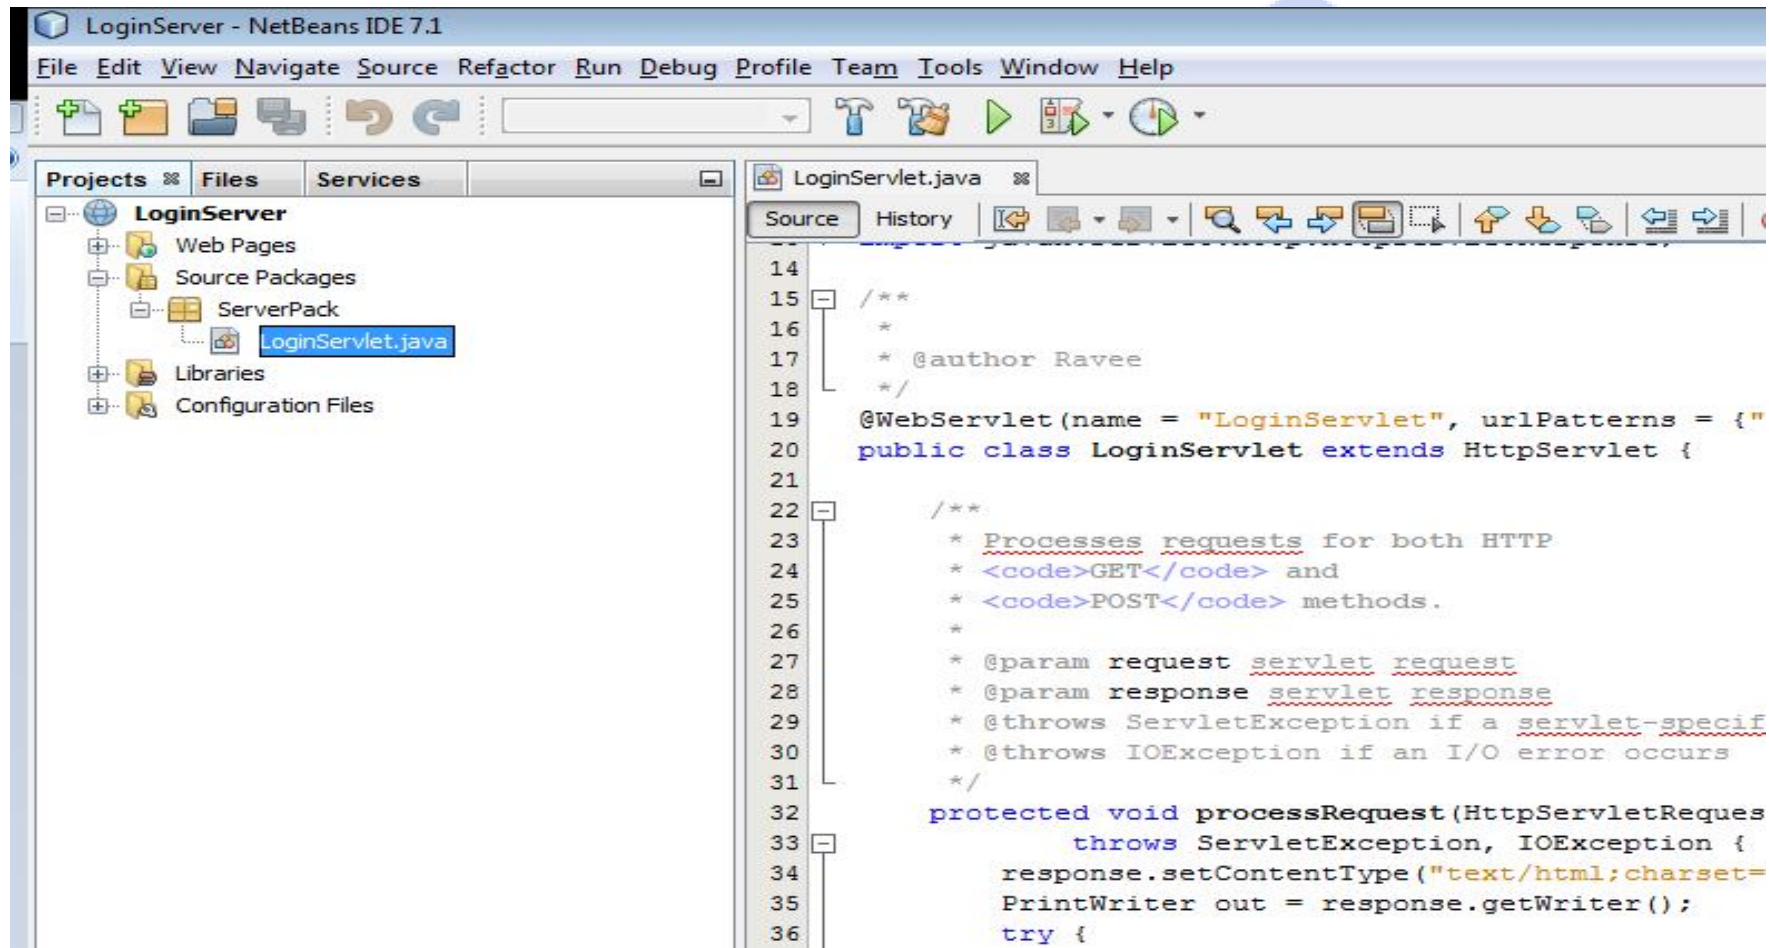 LoginServer - NetBeans IDE 7.1
File Edit View Navigate Source Refactor Run Debug Profile Team Tools Window Help
Projects Files Services
LoginServer
Web Pages
Source Packages
ServerPack
LoginServlet.java
Libraries
Configuration Files
LoginServlet.java
Source History
14
15 /**
16 *
17 * @author Ravee
18 */
19 @WebServlet(name = "LoginServlet", urlPatterns = {"
20 public class LoginServlet extends HttpServlet {
21
22 /**
23 * Processes requests for both HTTP
24 * <code>GET</code> and
25 * <code>POST</code> methods.
26 *
27 * @param request servlet request
28 * @param response servlet response
29 * @throws ServletException if a servlet-specif
30 * @throws IOException if an I/O error occurs
31 */
32 protected void processRequest(HttpServletReques
33 throws ServletException, IOException {
34 response.setContentType("text/html;charset=
35 PrintWriter out = response.getWriter();
36 try {